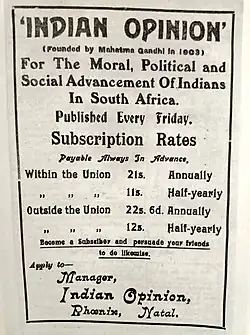 'INDIAN OPINION'
(Founded by Mahatma Gandhi in 1903)
For The Moral, Political and
Social Advancement Of Indians
In South Africa.
Published Every Friday.
Subscription Rates
Payable Always In Advance,
Within the Union 21s. Annually
„ „ „ 11s. Half-yearly
Outside the Union 22s. 6d. Annually
„ „ „ 12s. Half-yearly
Become a Subscriber and persuade your friends
to do likewise.
Apply to—
Manager,
Indian Opinion,
Phoenix, Natal.